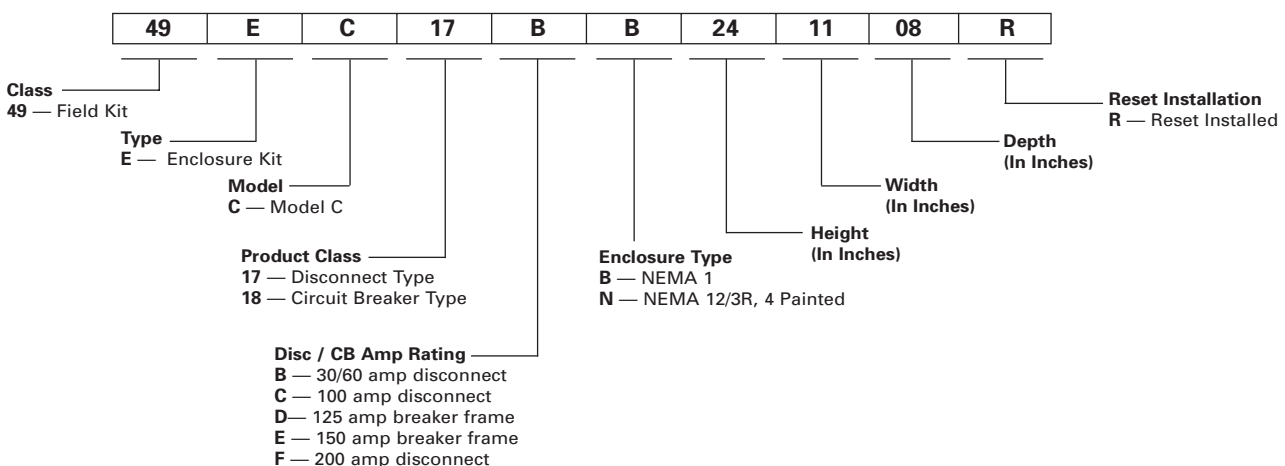 49 E C 17 B B 24 11 08 R
Class
49 — Field Kit
Type
E — Enclosure Kit
Model
C — Model C
Product Class
17 — Disconnect Type
18 — Circuit Breaker Type
Disc / CB Amp Rating
B — 30/60 amp disconnect
C — 100 amp disconnect
D— 125 amp breaker frame
E — 150 amp breaker frame
F — 200 amp disconnect
Enclosure Type
B — NEMA 1
N — NEMA 12/3R, 4 Painted
Height
(In Inches)
Width
(In Inches)
Depth
(In Inches)
Reset Installation
R — Reset Installed